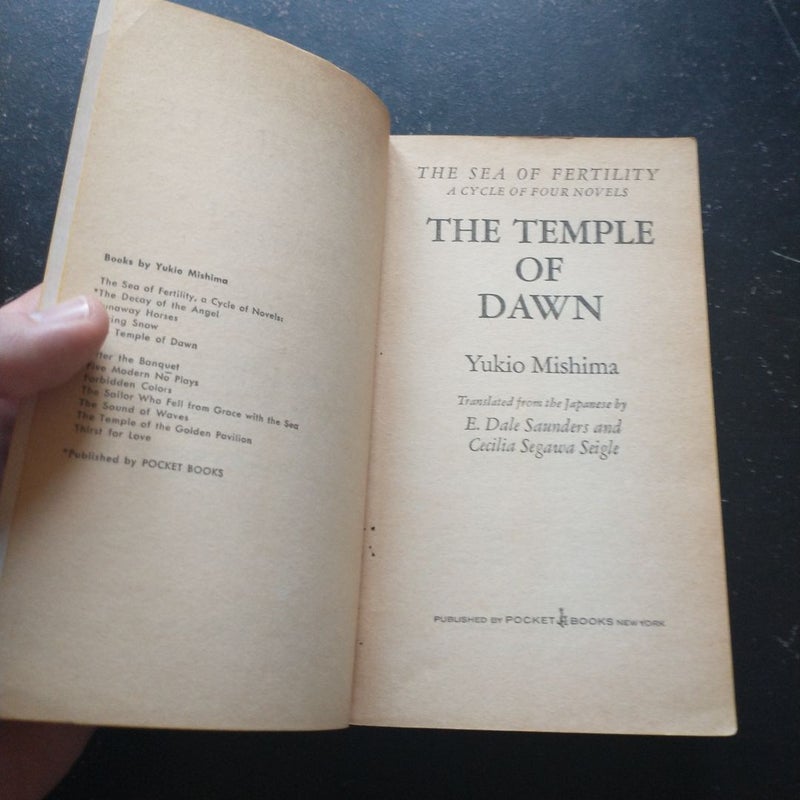 Books by Yukio Mishima
The Sea of Fertility, a Cycle of Novels:
*The Decay of the Angel
Horses
Snow
Temple of Dawn
the Banquet
Five Modern Nō Plays
Forbidden Colors
The Sailor Who Fell from Grace with the Sea
The Sound of Waves
The Temple of the Golden Pavilion
Thirst for Love
*Published by POCKET BOOKS
THE SEA OF FERTILITY
A CYCLE OF FOUR NOVELS
THE TEMPLE
OF
DAWN
Yukio Mishima
Translated from the Japanese by
E. Dale Saunders and
Cecilia Segawa Seigle
PUBLISHED BY POCKET BOOKS NEW YORK